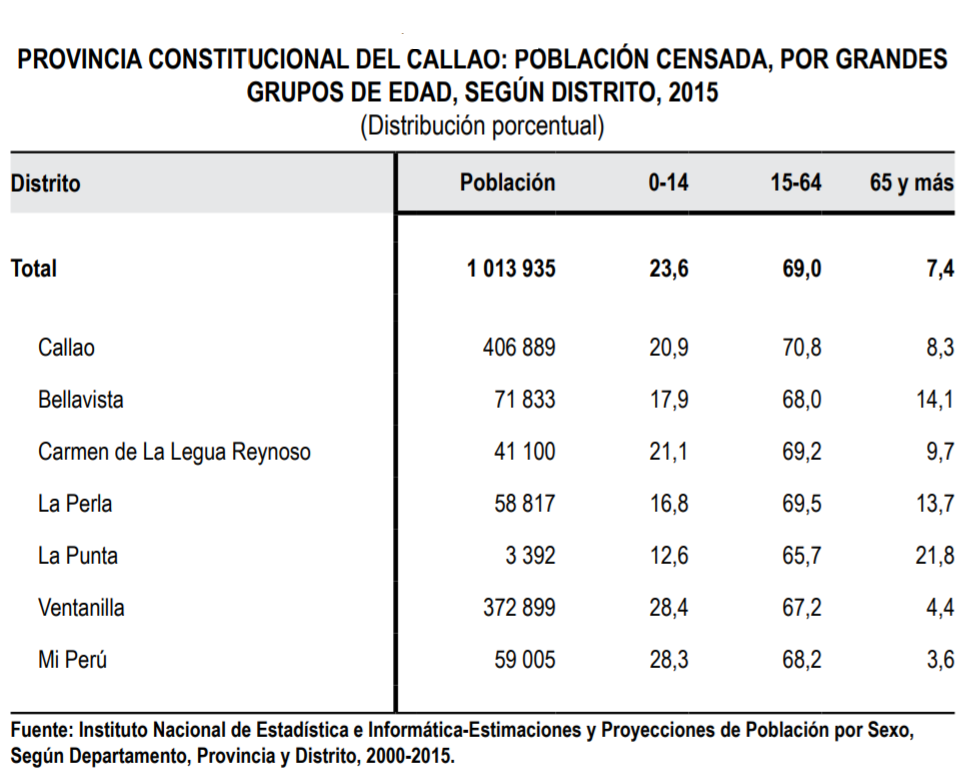 PROVINCIA CONSTITUCIONAL DEL CALLAO: POBLACIÓN CENSADA, POR GRANDES
GRUPOS DE EDAD, SEGÚN DISTRITO, 2015
(Distribución porcentual)
Distrito Población 0-14 15-64 65 y más
Total 1 013 935 23,6 69,0 7,4
Callao 406 889 20,9 70,8 8,3
Bellavista 71 833 17,9 68,0 14,1
Carmen de La Legua Reynoso 41 100 21,1 69,2 9,7
La Perla 58 817 16,8 69,5 13,7
La Punta 3 392 12,6 65,7 21,8
Ventanilla 372 899 28,4 67,2 4,4
Mi Perú 59 005 28,3 68,2 3,6
Fuente: Instituto Nacional de Estadística e Informática-Estimaciones y Proyecciones de Población por Sexo,
Según Departamento, Provincia y Distrito, 2000-2015.